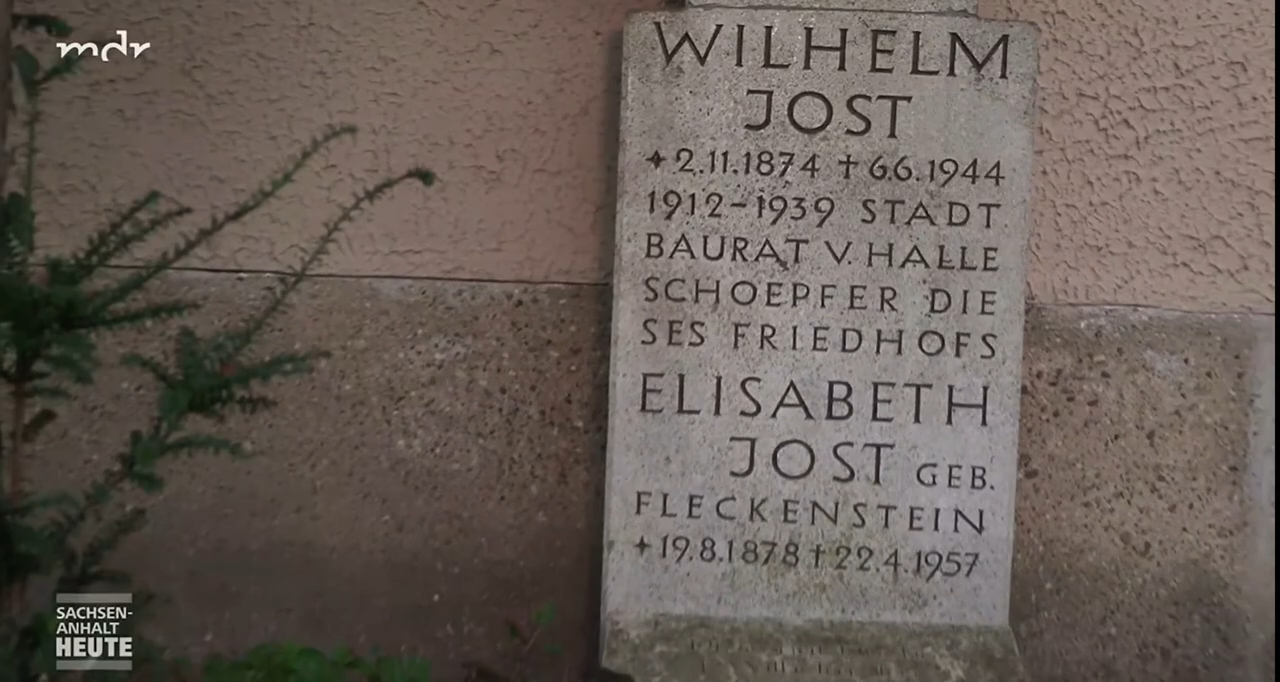 mdr
WILHELM
JOST
✦ 2.11.1874 † 6.6.1944
1912-1939 STADT
BAURAT V. HALLE
SCHOEPFER DIE
SES FRIEDHOFS
ELISABETH
JOST GEB.
FLECKENSTEIN
✦ 19.8.1878 † 22.4.1957
SACHSEN-
ANHALT
HEUTE